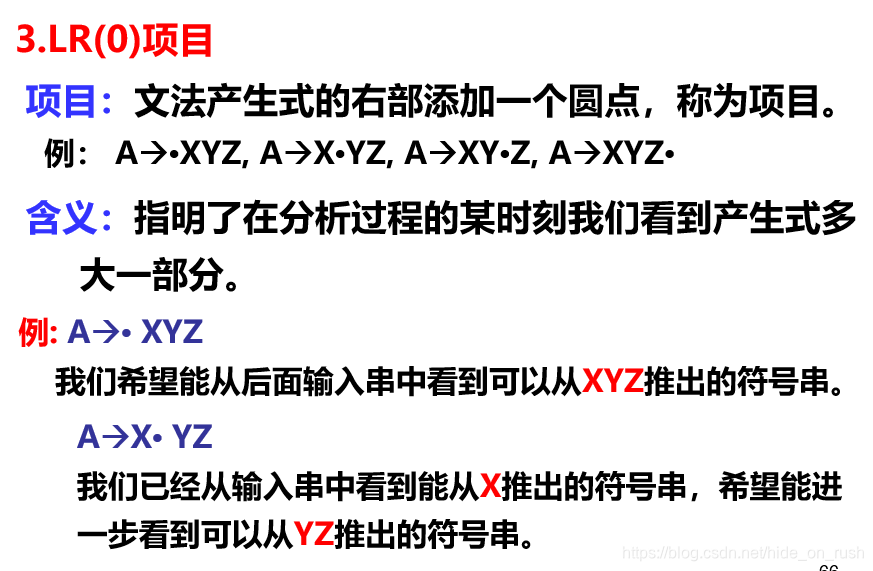 3.LR(0)项目
项目：文法产生式的右部添加一个圆点，称为项目。
例： A→•XYZ, A→X•YZ, A→XY•Z, A→XYZ•
含义：指明了在分析过程的某时刻我们看到产生式多
大一部分。
例: A→• XYZ
我们希望能从后面输入串中看到可以从XYZ推出的符号串。
A→X• YZ
我们已经从输入串中看到能从X推出的符号串，希望能进
一步看到可以从YZ推出的符号串。
https://blog.csdn.net/hide_on_rush
66